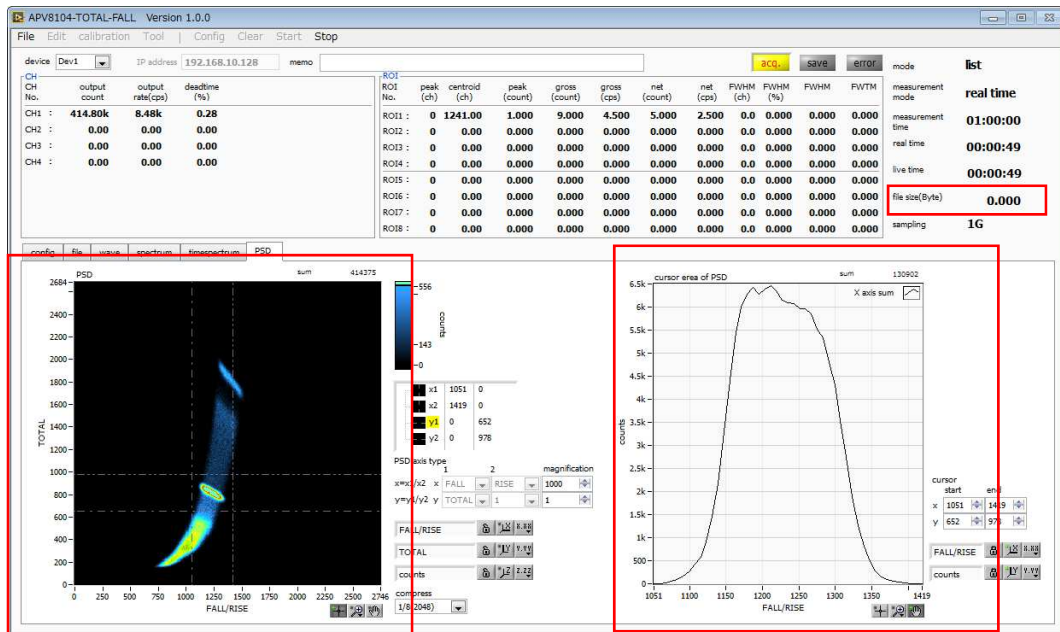 APV8104-TOTAL-FALL Version 1.0.0
File Edit calibration Tool | Config Clear Start Stop
device Dev1 IP address 192.168.10.128 memo acq. save error mode list
CH
CH No. output count output rate(cps) deadtime (%)
CH1 : 414.80k 8.48k 0.28
CH2 : 0.00 0.00 0.00
CH3 : 0.00 0.00 0.00
CH4 : 0.00 0.00 0.00
ROI
ROI No. peak (ch) centroid (ch) peak (count) gross (count) gross (cps) net (count) net (cps) FWHM (ch) FWHM (%) FWHM FWTM
ROI1 : 0 1241.00 1.000 9.000 4.500 5.000 2.500 0.0 0.000 0.000 0.000
ROI2 : 0 0.00 0.000 0.000 0.000 0.000 0.000 0.0 0.000 0.000 0.000
ROI3 : 0 0.00 0.000 0.000 0.000 0.000 0.000 0.0 0.000 0.000 0.000
ROI4 : 0 0.00 0.000 0.000 0.000 0.000 0.000 0.0 0.000 0.000 0.000
ROI5 : 0 0.00 0.000 0.000 0.000 0.000 0.000 0.0 0.000 0.000 0.000
ROI6 : 0 0.00 0.000 0.000 0.000 0.000 0.000 0.0 0.000 0.000 0.000
ROI7 : 0 0.00 0.000 0.000 0.000 0.000 0.000 0.0 0.000 0.000 0.000
ROI8 : 0 0.00 0.000 0.000 0.000 0.000 0.000 0.0 0.000 0.000 0.000
measurement mode real time
measurement time 01:00:00
real time 00:00:49
live time 00:00:49
file size(Byte) 0.000
sampling 1G
config file wave spectrum timespectrum PSD
PSD sum 414375
2684
2400
2200
2000
1800
1600
1400
1200
1000
800
600
400
200
0
TOTAL
0 250 500 750 1000 1250 1500 1750 2000 2250 2500 2746
FALL/RISE
556
143
0
counts
x1 1051 0
x2 1419 0
y1 0 652
y2 0 978
PSD axis type
1 2 magnification
x=x1/x2 x FALL RISE 1000
y=y1/y2 y TOTAL 1 1
FALL/RISE
TOTAL
counts
compress
1/8(2048)
cursor erea of PSD sum 130902
X axis sum
6.5k
6k
5.5k
5k
4.5k
4k
3.5k
3k
2.5k
2k
1.5k
1k
500
0
counts
1051 1100 1150 1200 1250 1300 1350 1419
FALL/RISE
cursor
start end
x 1051 1419
y 652 978
FALL/RISE
counts